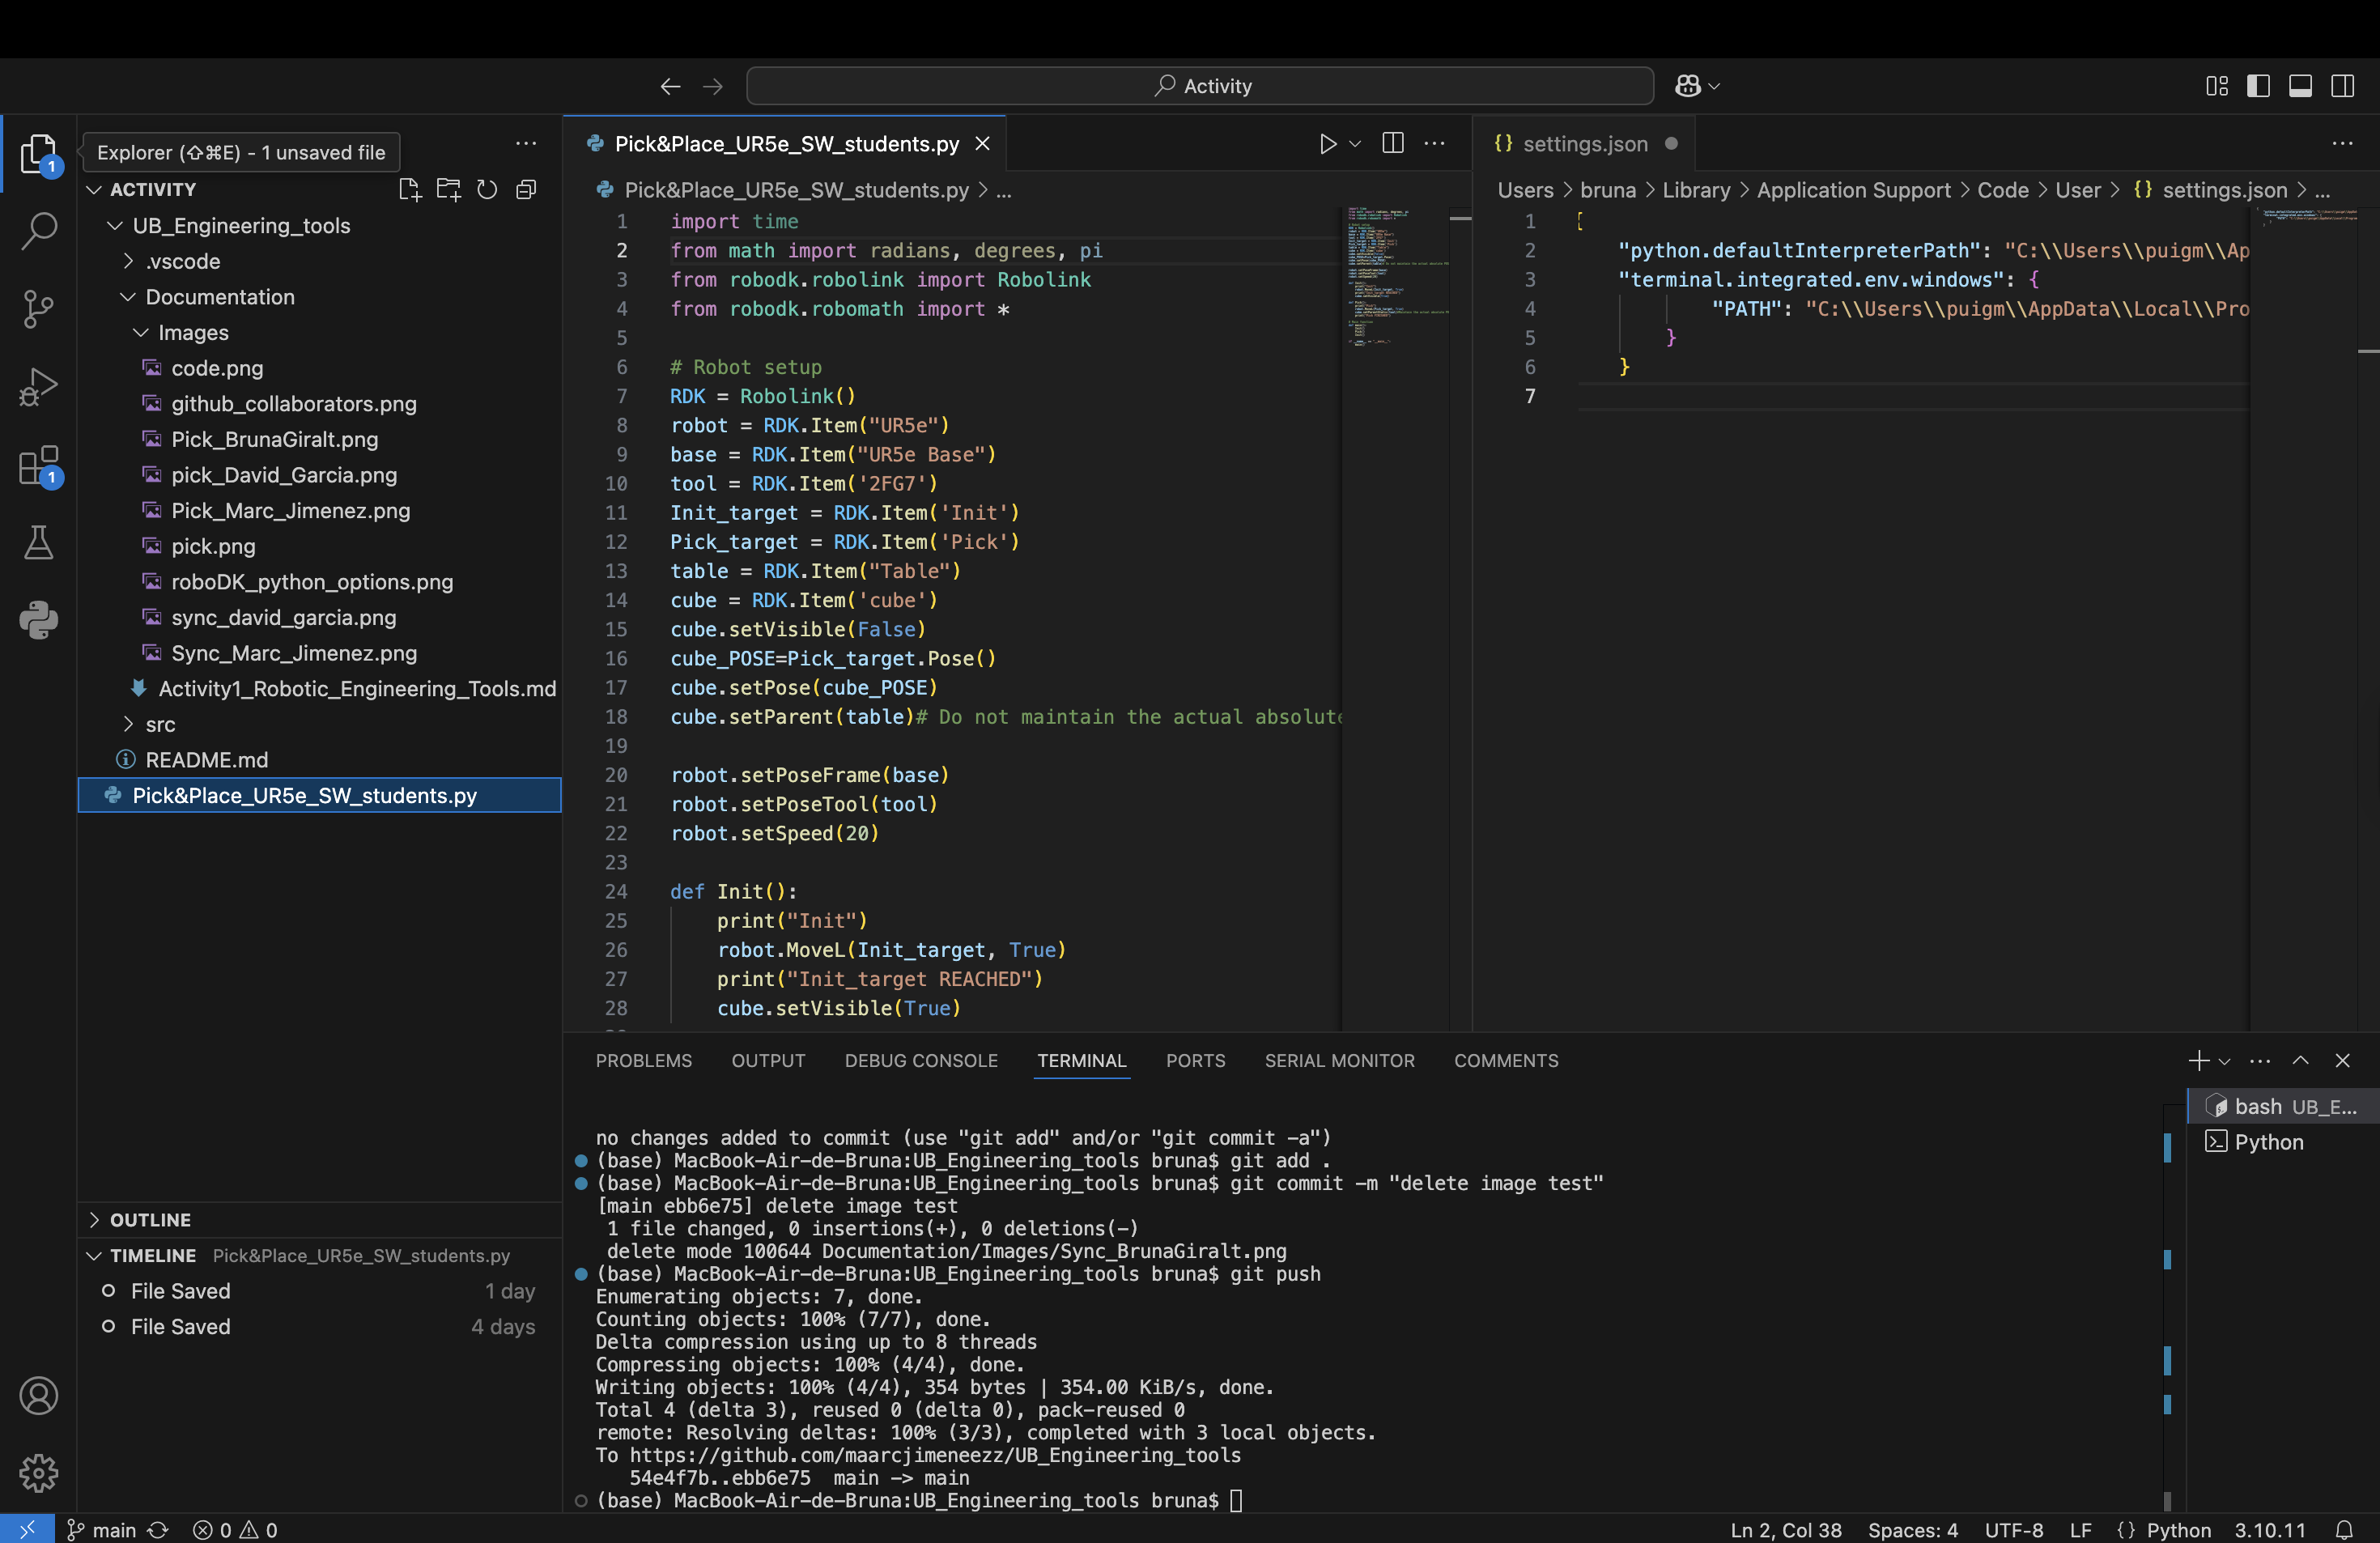 Activity
Explorer (⇧⌘E) - 1 unsaved file
1
1
ACTIVITY
UB_Engineering_tools
.vscode
Documentation
Images
code.png
github_collaborators.png
Pick_BrunaGiralt.png
pick_David_Garcia.png
Pick_Marc_Jimenez.png
pick.png
roboDK_python_options.png
sync_david_garcia.png
Sync_Marc_Jimenez.png
Activity1_Robotic_Engineering_Tools.md
src
README.md
Pick&Place_UR5e_SW_students.py
OUTLINE
TIMELINE Pick&Place_UR5e_SW_students.py
File Saved 1 day
File Saved 4 days
Pick&Place_UR5e_SW_students.py
Pick&Place_UR5e_SW_students.py > ...
1 import time
2 from math import radians, degrees, pi
3 from robodk.robolink import Robolink
4 from robodk.robomath import *
5
6 # Robot setup
7 RDK = Robolink()
8 robot = RDK.Item("UR5e")
9 base = RDK.Item("UR5e Base")
10 tool = RDK.Item('2FG7')
11 Init_target = RDK.Item('Init')
12 Pick_target = RDK.Item('Pick')
13 table = RDK.Item("Table")
14 cube = RDK.Item('cube')
15 cube.setVisible(False)
16 cube_POSE=Pick_target.Pose()
17 cube.setPose(cube_POSE)
18 cube.setParent(table)# Do not maintain the actual absolute
19
20 robot.setPoseFrame(base)
21 robot.setPoseTool(tool)
22 robot.setSpeed(20)
23
24 def Init():
25 print("Init")
26 robot.MoveL(Init_target, True)
27 print("Init_target REACHED")
28 cube.setVisible(True)
{} settings.json
Users > bruna > Library > Application Support > Code > User > {} settings.json > ...
1 {
2 "python.defaultInterpreterPath": "C:\\Users\\puigm\\Ap
3 "terminal.integrated.env.windows": {
4 "PATH": "C:\\Users\\puigm\\AppData\\Local\\Pro
5 }
6 }
7
PROBLEMS OUTPUT DEBUG CONSOLE TERMINAL PORTS SERIAL MONITOR COMMENTS
no changes added to commit (use "git add" and/or "git commit -a")
(base) MacBook-Air-de-Bruna:UB_Engineering_tools bruna$ git add .
(base) MacBook-Air-de-Bruna:UB_Engineering_tools bruna$ git commit -m "delete image test"
[main ebb6e75] delete image test
1 file changed, 0 insertions(+), 0 deletions(-)
delete mode 100644 Documentation/Images/Sync_BrunaGiralt.png
(base) MacBook-Air-de-Bruna:UB_Engineering_tools bruna$ git push
Enumerating objects: 7, done.
Counting objects: 100% (7/7), done.
Delta compression using up to 8 threads
Compressing objects: 100% (4/4), done.
Writing objects: 100% (4/4), 354 bytes | 354.00 KiB/s, done.
Total 4 (delta 3), reused 0 (delta 0), pack-reused 0
remote: Resolving deltas: 100% (3/3), completed with 3 local objects.
To https://github.com/maarcjimeneezz/UB_Engineering_tools
54e4f7b..ebb6e75 main -> main
(base) MacBook-Air-de-Bruna:UB_Engineering_tools bruna$
bash UB_E...
Python
main 0 0
Ln 2, Col 38 Spaces: 4 UTF-8 LF {} Python 3.10.11